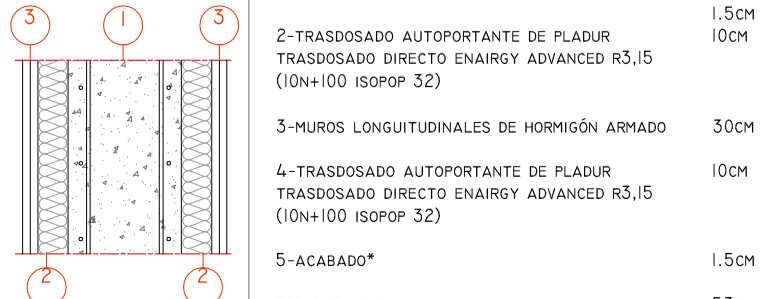 3 1 3
1.5CM
2-TRASDOSADO AUTOPORTANTE DE PLADUR 10CM
TRASDOSADO DIRECTO ENAIRGY ADVANCED R3,15
(10N+100 ISOPOP 32)
3-MUROS LONGUITUDINALES DE HORMIGÓN ARMADO 30CM
4-TRASDOSADO AUTOPORTANTE DE PLADUR 10CM
TRASDOSADO DIRECTO ENAIRGY ADVANCED R3,15
(10N+100 ISOPOP 32)
5-ACABADO* 1.5CM
2 2